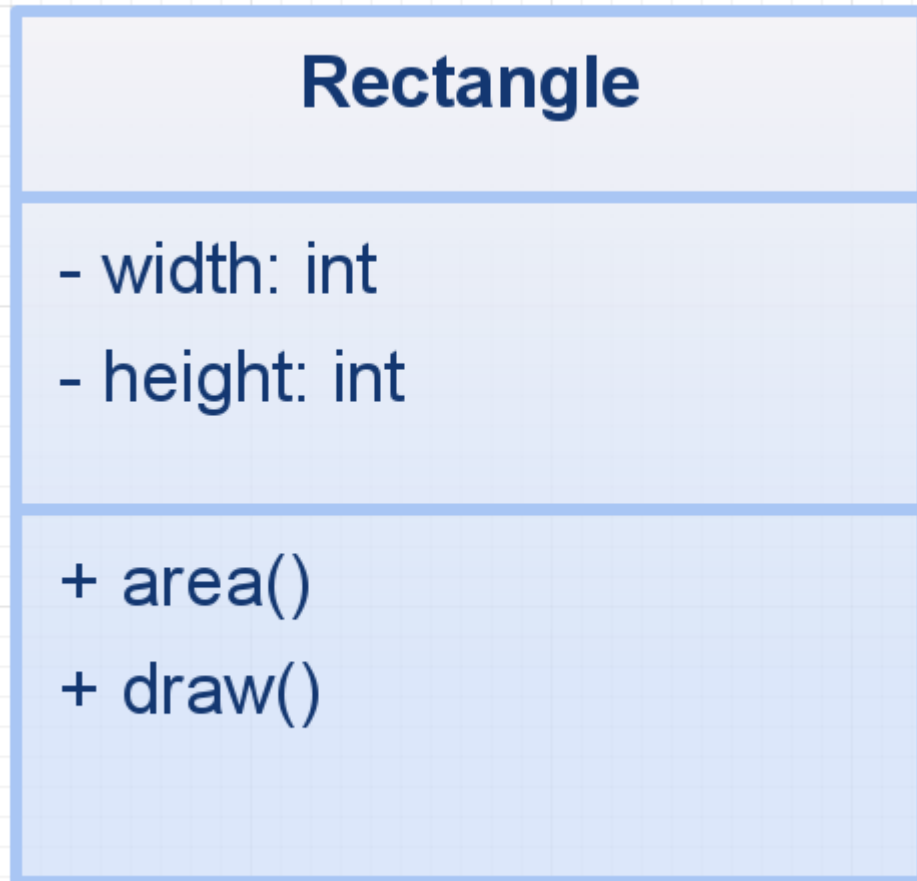 Rectangle
- width: int
- height: int
+ area()
+ draw()